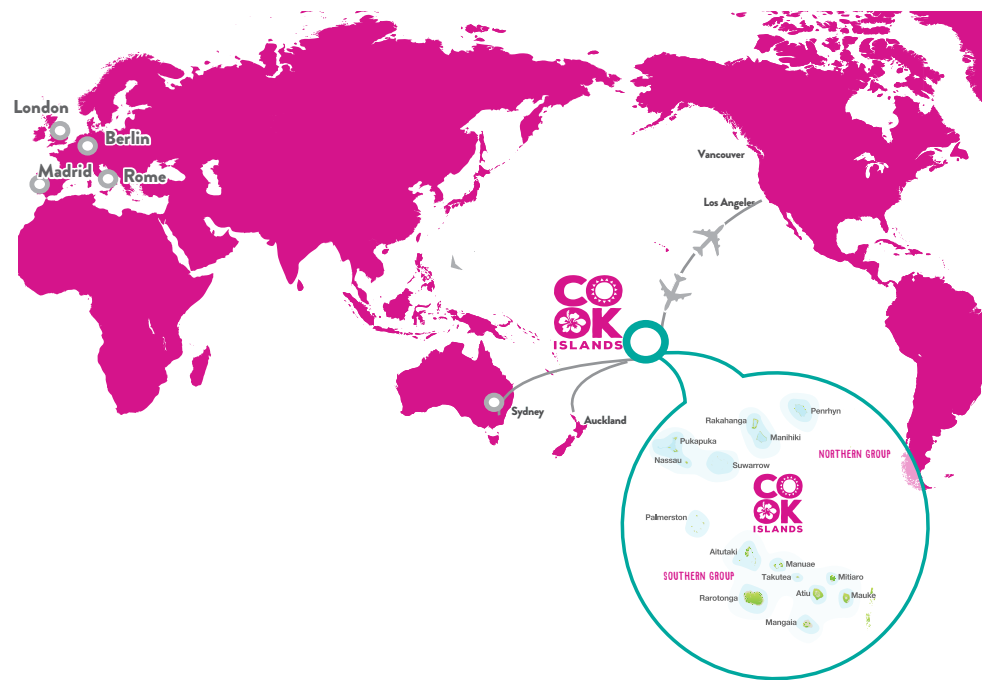 London
Berlin
Madrid
Rome
Vancouver
Los Angeles
COOK
ISLANDS
Sydney
Auckland
Penrhyn
Rakahanga
Manihiki
Pukapuka
Nassau
Suwarrow
NORTHERN GROUP
COOK
ISLANDS
Palmerston
Aitutaki
Manuae
SOUTHERN GROUP
Takutea
Mitiaro
Rarotonga
Atiu
Mauke
Mangaia